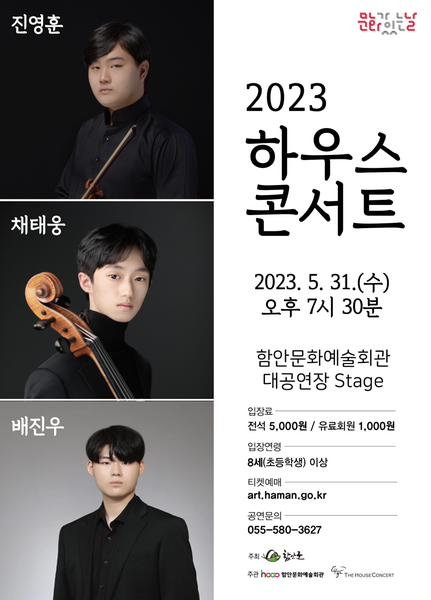 진영훈
문화가 있는 날
2023
하우스
콘서트
채태웅
2023. 5. 31.(수)
오후 7시 30분
함안문화예술회관
대공연장 Stage
배진우
입장료
전석 5,000원 / 유료회원 1,000원
입장연령
8세(초등학생) 이상
티켓예매
art.haman.go.kr
공연문의
055-580-3627
주최 함안군
주관 haac 함안문화예술회관 THE HOUSE CONCERT